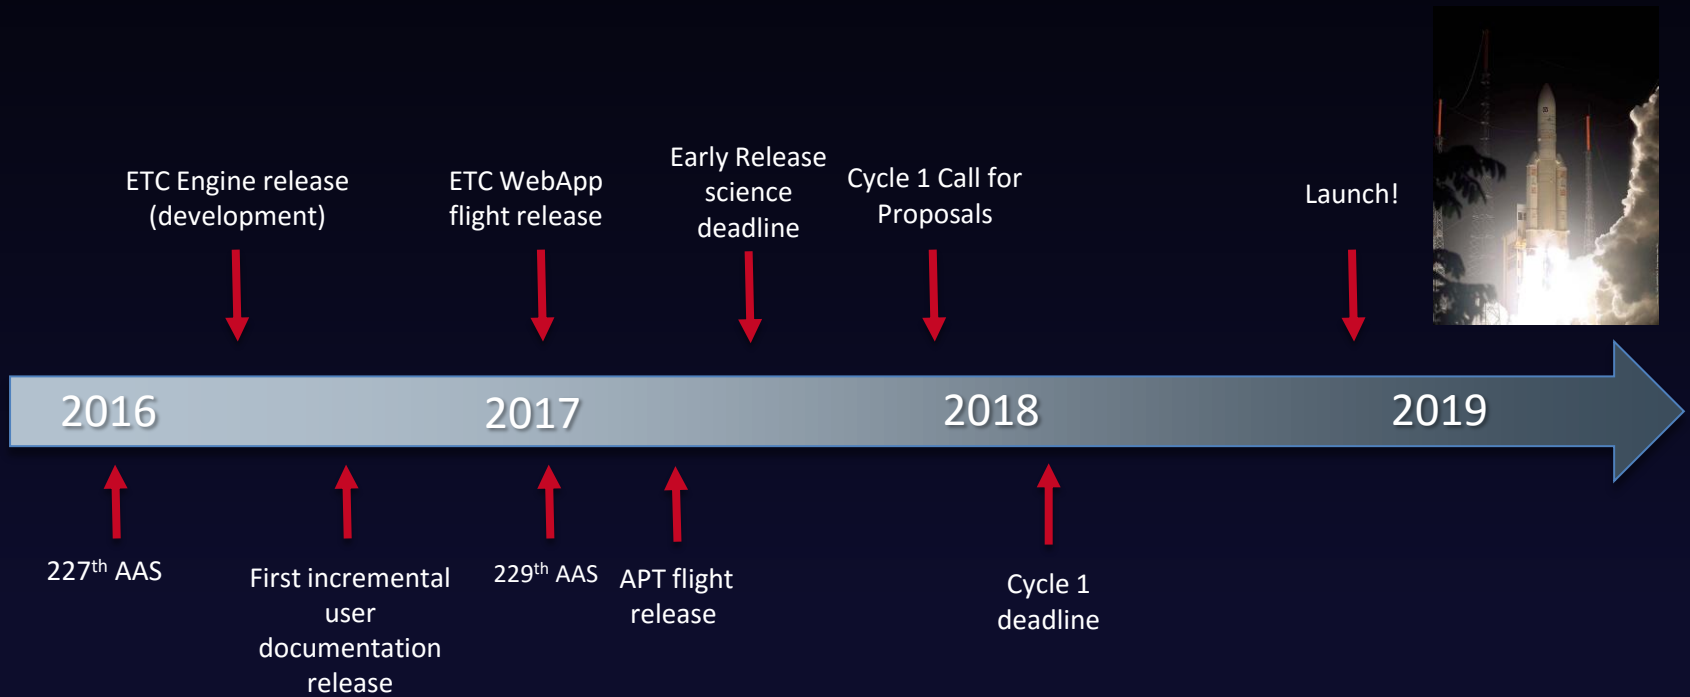 ETC Engine release
(development)
ETC WebApp
flight release
Early Release
science
deadline
Cycle 1 Call for
Proposals
Launch!
2016
2017
2018
2019
227th AAS
First incremental
user
documentation
release
229th AAS
APT flight
release
Cycle 1
deadline